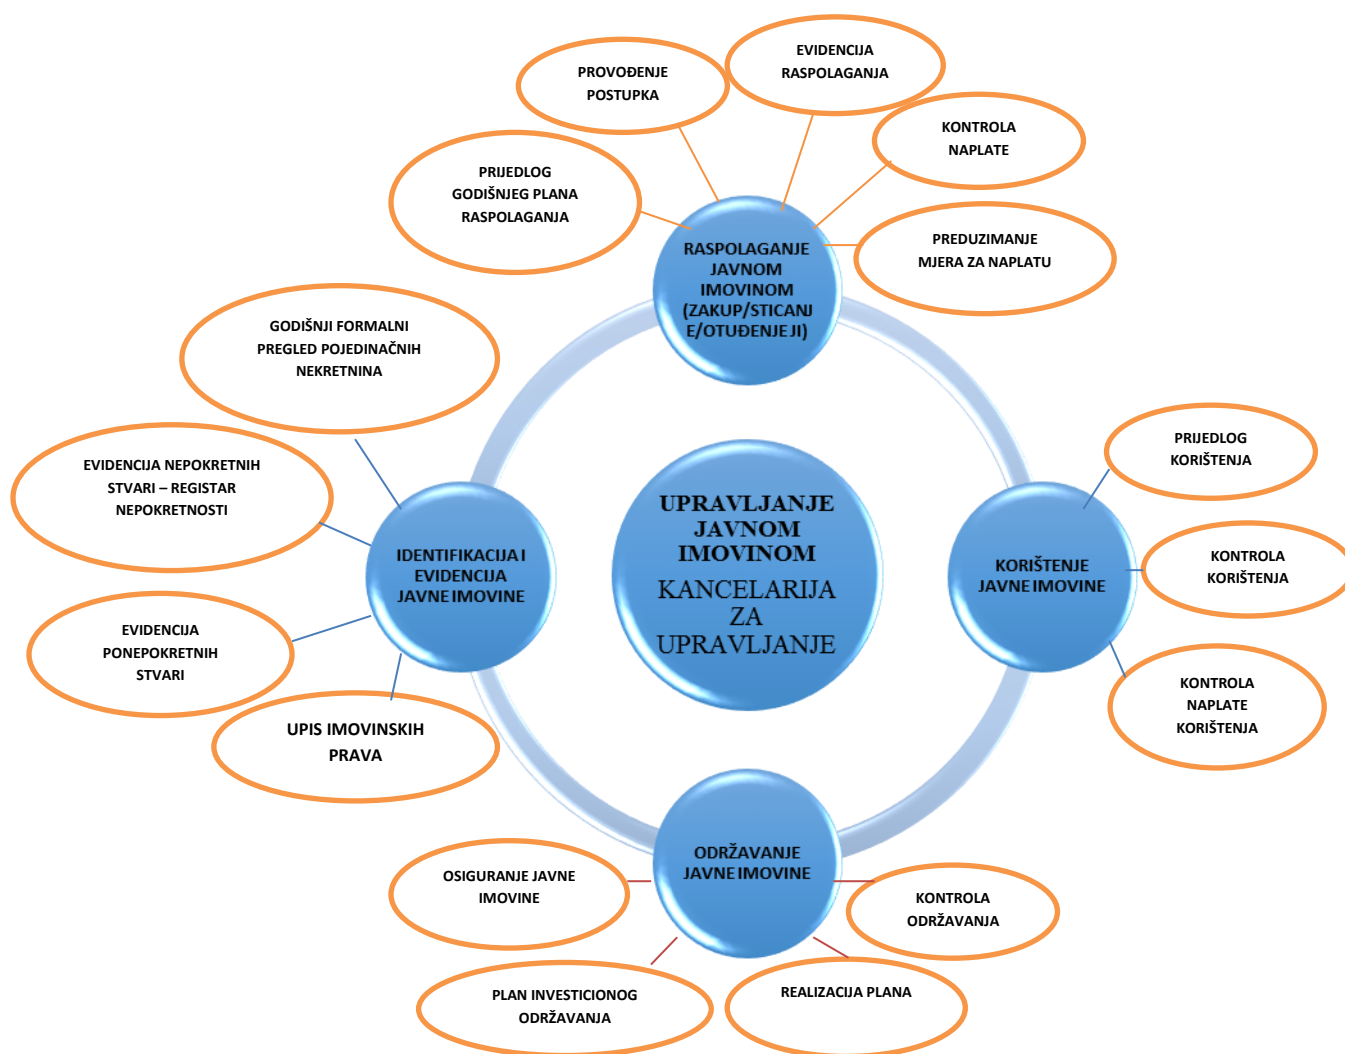 EVIDENCIJA
RASPOLAGANJA
PROVOĐENJE
POSTUPKA
KONTROLA
NAPLATE
PRIJEDLOG
GODIŠNJEG PLANA
RASPOLAGANJA
PREDUZIMANJE
MJERA ZA NAPLATU
RASPOLAGANJE
JAVNOM
IMOVINOM
(ZAKUP/STICANJ
E/OTUĐENJE JI)
GODIŠNJI FORMALNI
PREGLED POJEDINAČNIH
NEKRETNINA
EVIDENCIJA NEPOKRETNIH
STVARI – REGISTAR
NEPOKRETNOSTI
IDENTIFIKACIJA I
EVIDENCIJA
JAVNE IMOVINE
EVIDENCIJA
PONEPOKRETNIH
STVARI
UPIS IMOVINSKIH
PRAVA
UPRAVLJANJE
JAVNOM
IMOVINOM
KANCELARIJA
ZA
UPRAVLJANJE
KORIŠTENJE
JAVNE IMOVINE
PRIJEDLOG
KORIŠTENJA
KONTROLA
KORIŠTENJA
KONTROLA
NAPLATE
KORIŠTENJA
ODRŽAVANJE
JAVNE IMOVINE
OSIGURANJE JAVNE
IMOVINE
KONTROLA
ODRŽAVANJA
PLAN INVESTICIONOG
ODRŽAVANJA
REALIZACIJA PLANA